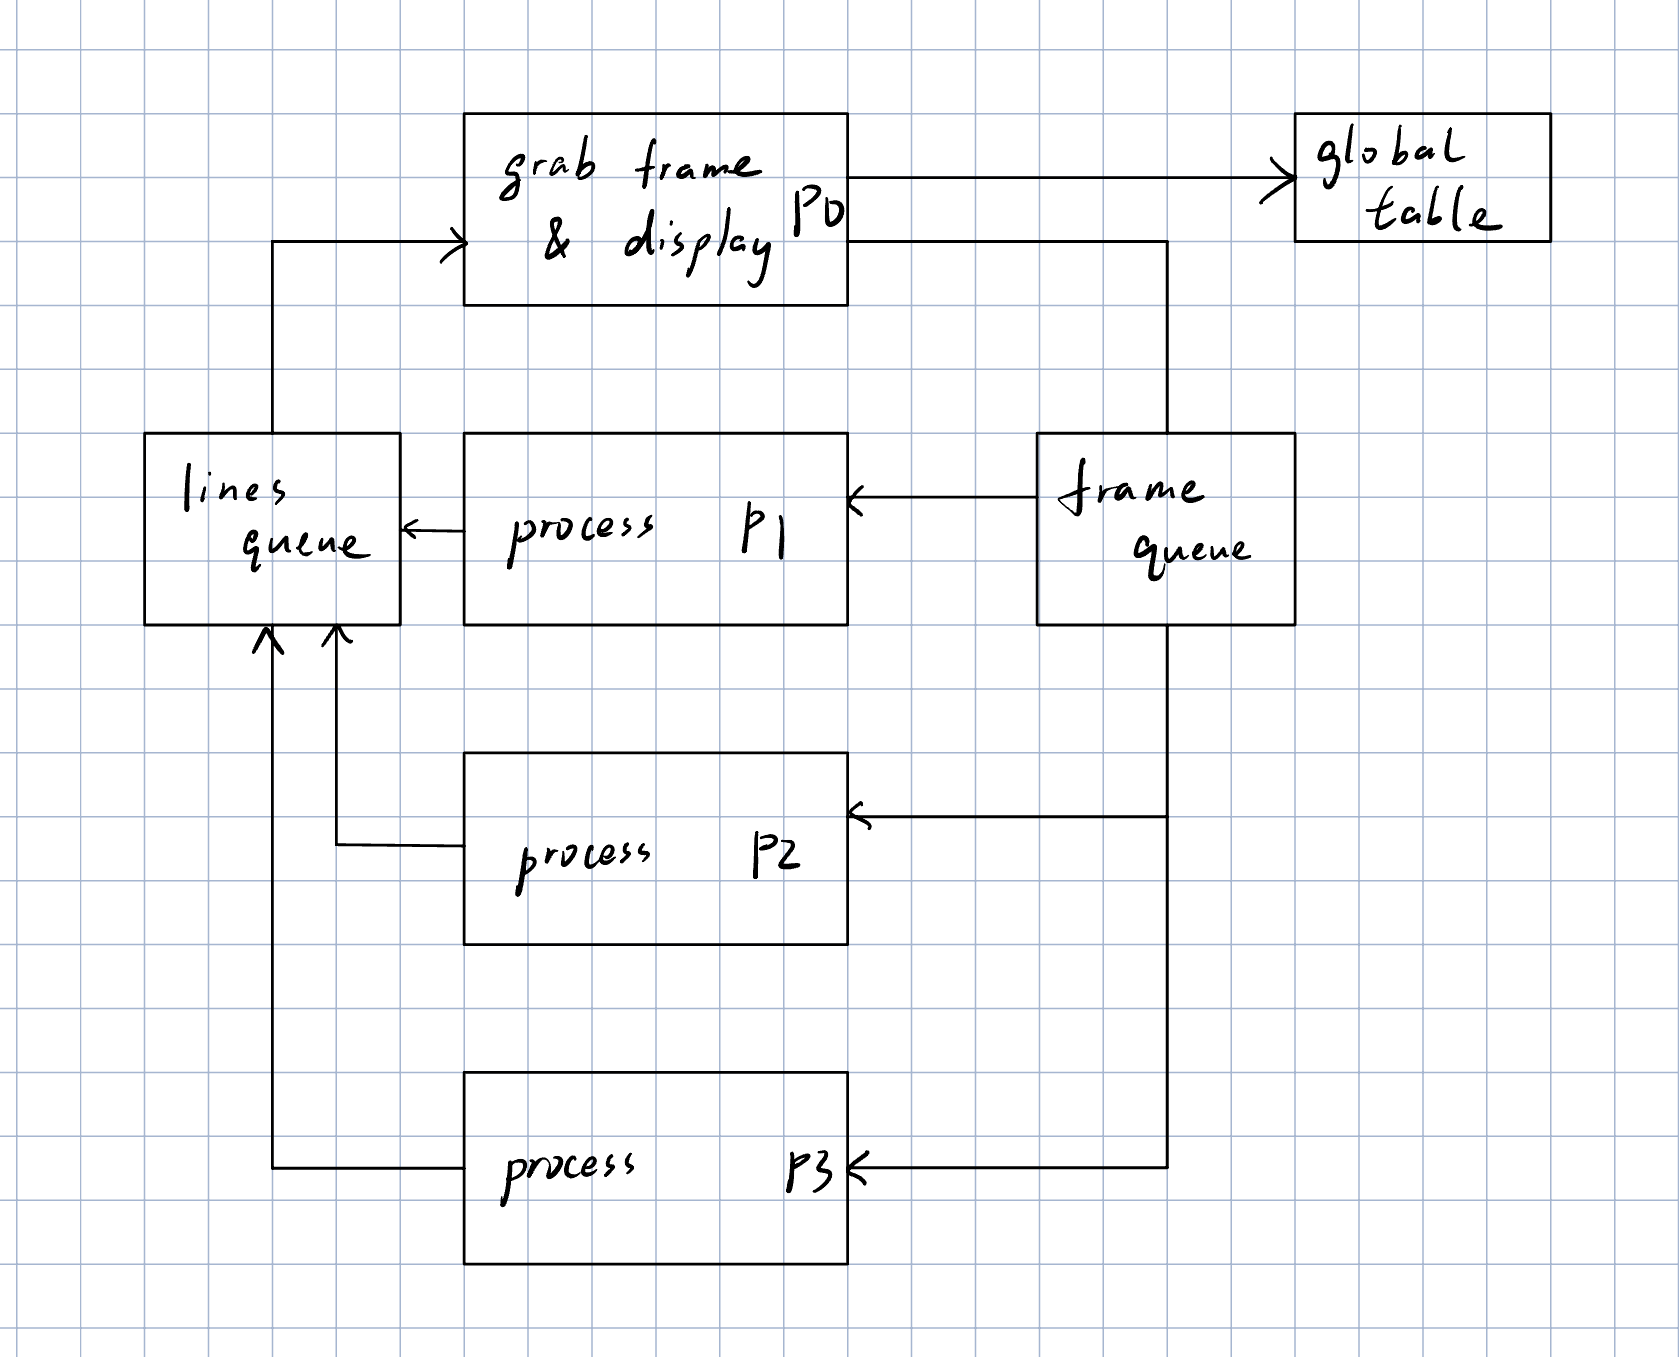 grab frame
& display P0
global
table
lines
queue
process P1
frame
queue
process P2
process P3